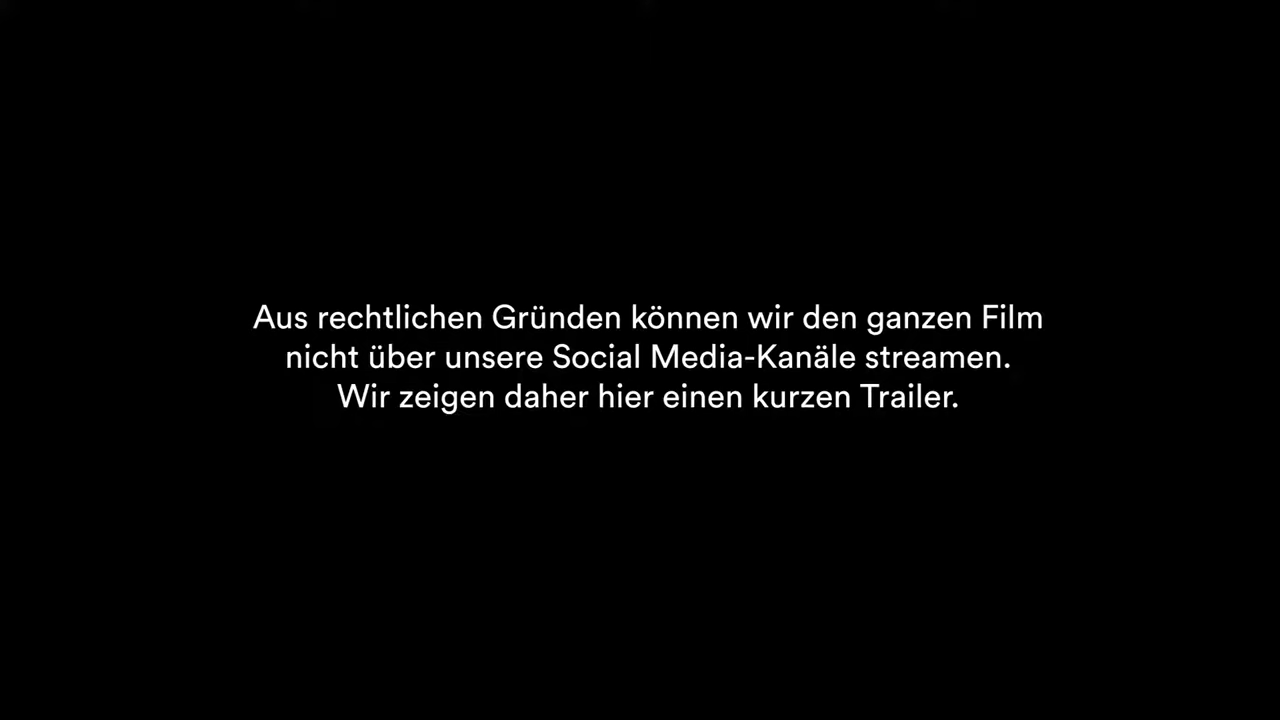 Aus rechtlichen Gründen können wir den ganzen Film
nicht über unsere Social Media-Kanäle streamen.
Wir zeigen daher hier einen kurzen Trailer.